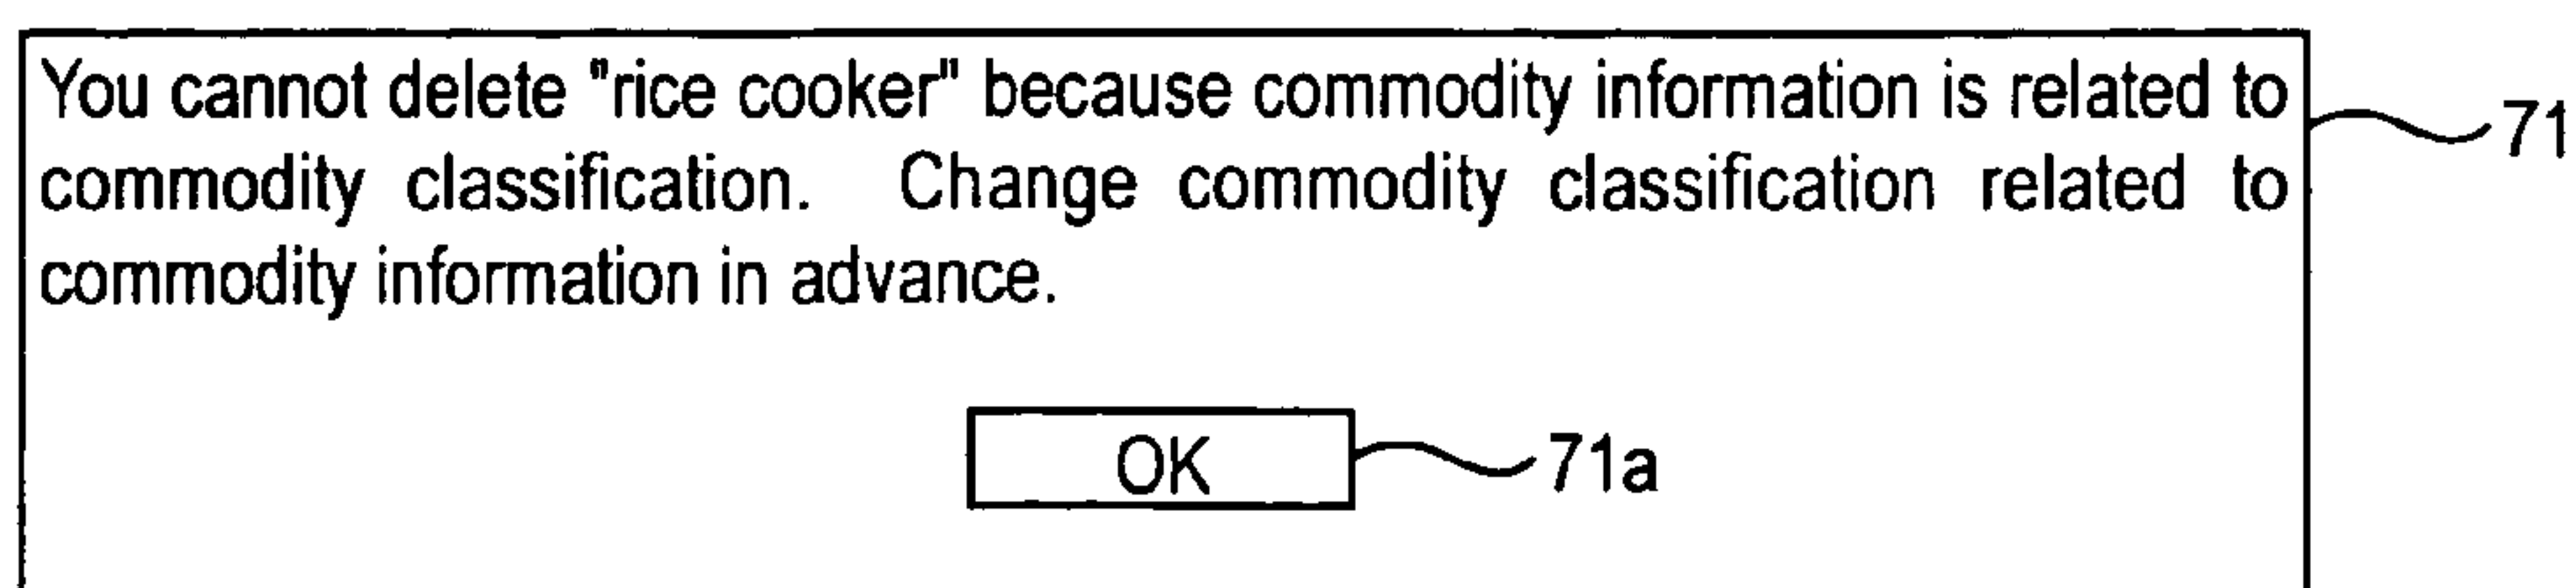 You cannot delete "rice cooker" because commodity information is related to
commodity classification. Change commodity classification related to
commodity information in advance.
71
OK
71a